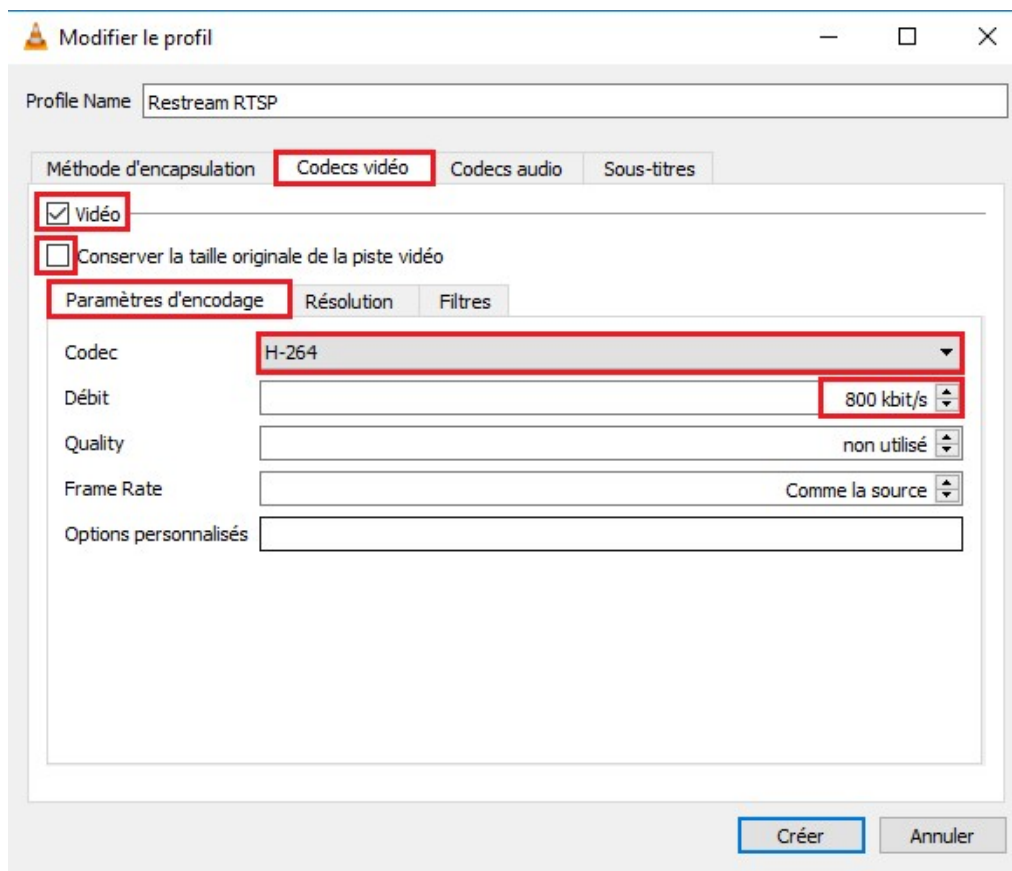 Modifier le profil
Profile Name Restream RTSP
Méthode d'encapsulation Codecs vidéo Codecs audio Sous-titres
Vidéo
Conserver la taille originale de la piste vidéo
Paramètres d'encodage Résolution Filtres
Codec H-264
Débit 800 kbit/s
Quality non utilisé
Frame Rate Comme la source
Options personnalisés
Créer Annuler